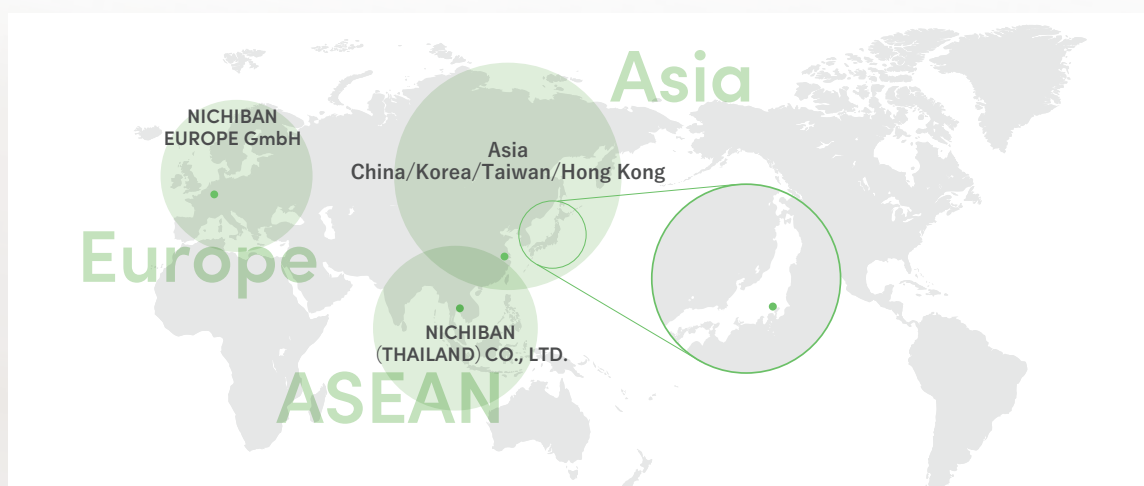 Asia
NICHIBAN
EUROPE GmbH
Asia
China/Korea/Taiwan/Hong Kong
Europe
NICHIBAN
(THAILAND) CO., LTD.
ASEAN